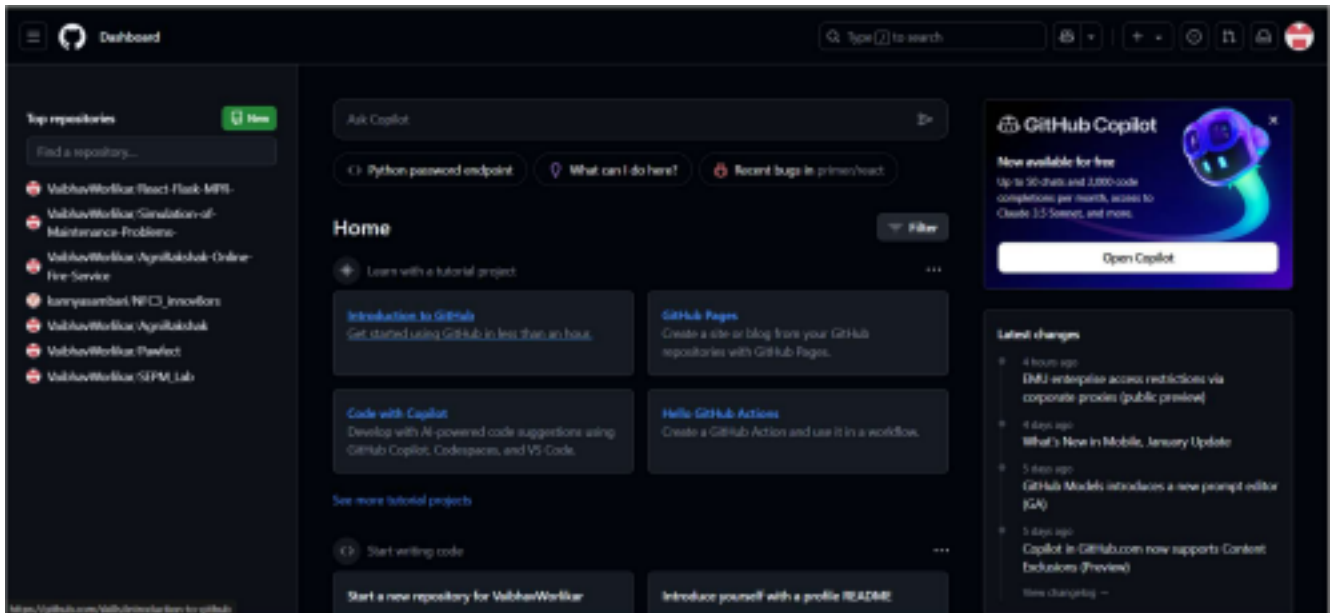 Dashboard
Type / to search
Top repositories
New
Find a repository...
VaibhavWorlikar/React-Flask-MPR-
VaibhavWorlikar/Simulation-of-
Maintenance-Problems-
VaibhavWorlikar/AgniRakshak-Online-
Fire-Service
VaibhavWorlikar/AgniRakshak
VaibhavWorlikar/Pawfect
VaibhavWorlikar/SEPM_Lab
Ask Copilot
Python password endpoint
What can I do here?
Recent bugs in primer/react
Home
Filter
Learn with a tutorial project
Introduction to GitHub
Get started using GitHub in less than an hour.
GitHub Pages
Create a site or blog from your GitHub
repositories with GitHub Pages.
Code with Copilot
Develop with AI-powered code suggestions using
GitHub Copilot, Codespaces, and VS Code.
Hello GitHub Actions
Create a GitHub Action and use it in a workflow.
See more tutorial projects
Start writing code
Start a new repository for VaibhavWorlikar
Introduce yourself with a profile README
GitHub Copilot
Now available for free
Up to 50 chats and 2,000 code
completions per month, access to
Claude 3.5 Sonnet, and more.
Open Copilot
Latest changes
4 hours ago
EMU enterprise access restrictions via
corporate proxies (public preview)
4 days ago
What's New in Mobile, January Update
5 days ago
GitHub Models introduces a new prompt editor
(GA)
5 days ago
Copilot in GitHub.com now supports Content
Exclusions (Preview)
View changelog →